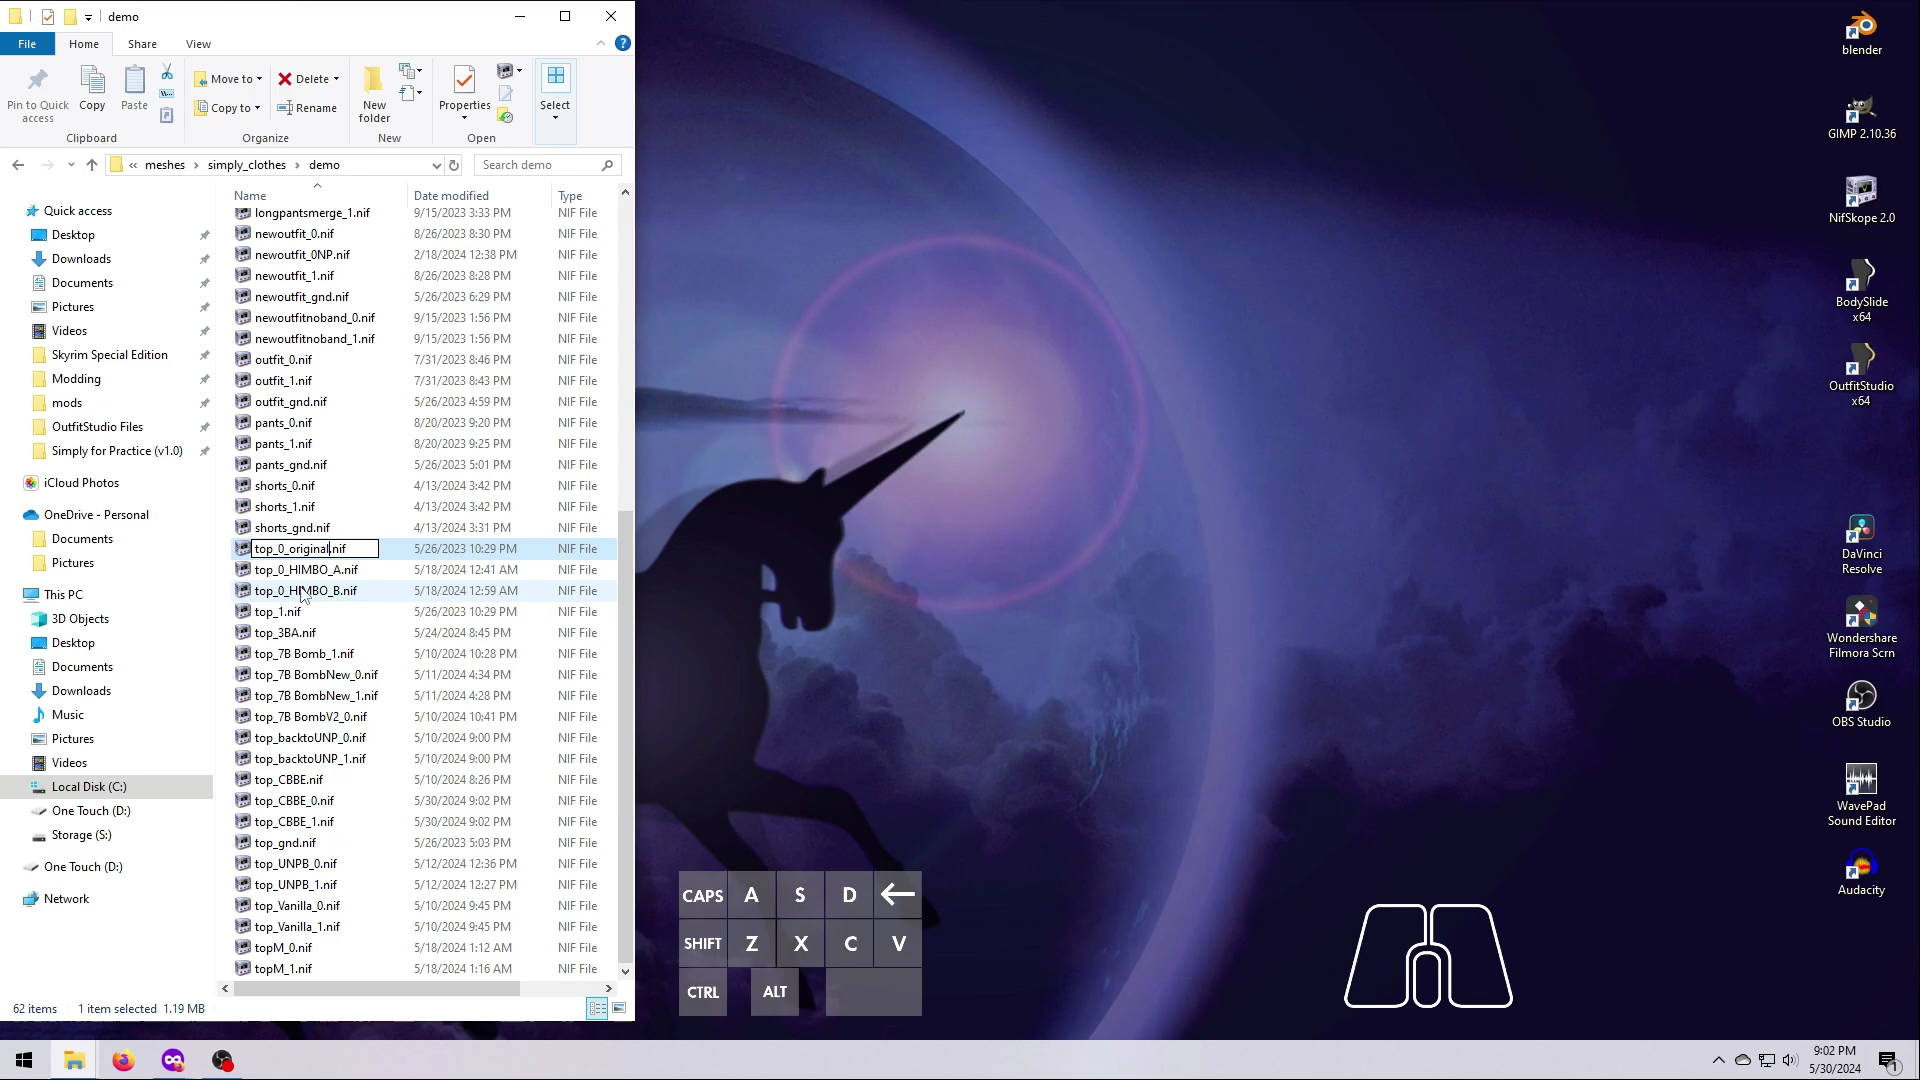 demo
File Home Share View
Pin to Quick access
Copy
Paste
Move to
Copy to
Delete
Rename
New folder
Properties
Select
Clipboard Organize New Open
« meshes › simply_clothes › demo
Search demo
Name Date modified Type
Quick access
Desktop
Downloads
Documents
Pictures
Videos
Skyrim Special Edition
Modding
mods
OutfitStudio Files
Simply for Practice (v1.0)
iCloud Photos
OneDrive - Personal
Documents
Pictures
This PC
3D Objects
Desktop
Documents
Downloads
Music
Pictures
Videos
Local Disk (C:)
One Touch (D:)
Storage (S:)
One Touch (D:)
Network
longpantsmerge_1.nif 9/15/2023 3:33 PM NIF File
newoutfit_0.nif 8/26/2023 8:30 PM NIF File
newoutfit_0NP.nif 2/18/2024 12:38 PM NIF File
newoutfit_1.nif 8/26/2023 8:28 PM NIF File
newoutfit_gnd.nif 5/26/2023 6:29 PM NIF File
newoutfitnoband_0.nif 9/15/2023 1:56 PM NIF File
newoutfitnoband_1.nif 9/15/2023 1:56 PM NIF File
outfit_0.nif 7/31/2023 8:46 PM NIF File
outfit_1.nif 7/31/2023 8:43 PM NIF File
outfit_gnd.nif 5/26/2023 4:59 PM NIF File
pants_0.nif 8/20/2023 9:20 PM NIF File
pants_1.nif 8/20/2023 9:25 PM NIF File
pants_gnd.nif 5/26/2023 5:01 PM NIF File
shorts_0.nif 4/13/2024 3:42 PM NIF File
shorts_1.nif 4/13/2024 3:42 PM NIF File
shorts_gnd.nif 4/13/2024 3:31 PM NIF File
top_0_original.nif 5/26/2023 10:29 PM NIF File
top_0_HIMBO_A.nif 5/18/2024 12:41 AM NIF File
top_0_HIMBO_B.nif 5/18/2024 12:59 AM NIF File
top_1.nif 5/26/2023 10:29 PM NIF File
top_3BA.nif 5/24/2024 8:45 PM NIF File
top_7B Bomb_1.nif 5/10/2024 10:28 PM NIF File
top_7B BombNew_0.nif 5/11/2024 4:34 PM NIF File
top_7B BombNew_1.nif 5/11/2024 4:28 PM NIF File
top_7B BombV2_0.nif 5/10/2024 10:41 PM NIF File
top_backtoUNP_0.nif 5/10/2024 9:00 PM NIF File
top_backtoUNP_1.nif 5/10/2024 9:00 PM NIF File
top_CBBE.nif 5/10/2024 8:26 PM NIF File
top_CBBE_0.nif 5/30/2024 9:02 PM NIF File
top_CBBE_1.nif 5/30/2024 9:02 PM NIF File
top_gnd.nif 5/26/2023 5:03 PM NIF File
top_UNPB_0.nif 5/12/2024 12:36 PM NIF File
top_UNPB_1.nif 5/12/2024 12:27 PM NIF File
top_Vanilla_0.nif 5/10/2024 9:45 PM NIF File
top_Vanilla_1.nif 5/10/2024 9:45 PM NIF File
topM_0.nif 5/18/2024 1:12 AM NIF File
topM_1.nif 5/18/2024 1:16 AM NIF File
62 items 1 item selected 1.19 MB
CAPS A S D
SHIFT Z X C V
CTRL ALT
blender
GIMP 2.10.36
NifSkope 2.0
BodySlide x64
OutfitStudio x64
DaVinci Resolve
Wondershare Filmora Scrn
OBS Studio
WavePad Sound Editor
Audacity
9:02 PM
5/30/2024
1